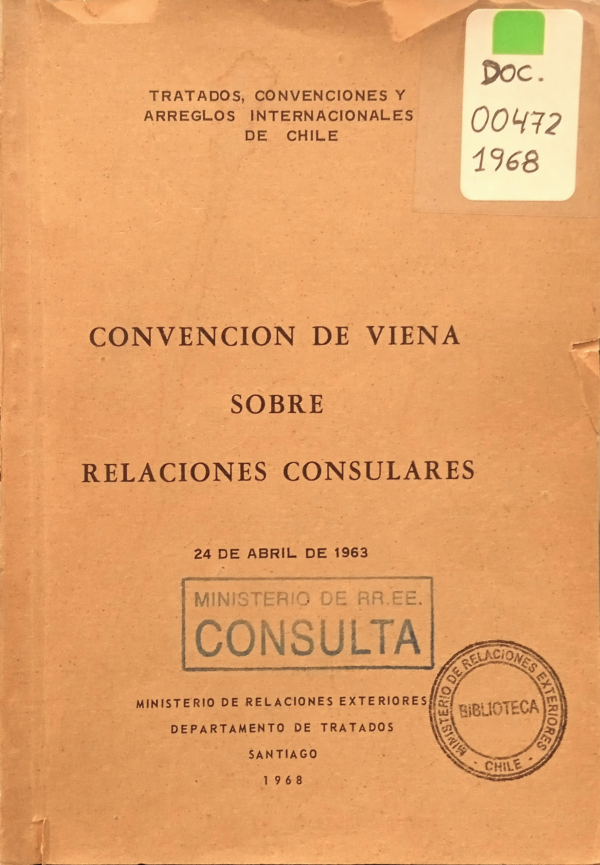 DOC.
00472
1968
TRATADOS, CONVENCIONES Y
ARREGLOS INTERNACIONALES
DE CHILE
CONVENCION DE VIENA
SOBRE
RELACIONES CONSULARES
24 DE ABRIL DE 1963
MINISTERIO DE RR.EE.
CONSULTA
MINISTERIO DE RELACIONES EXTERIORES
DEPARTAMENTO DE TRATADOS
SANTIAGO
1968
MINISTERIO DE RELACIONES EXTERIORES
BIBLIOTECA
- CHILE -